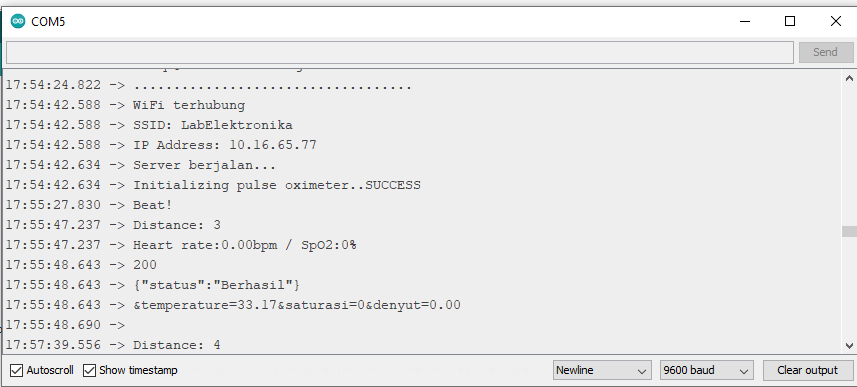 COM5
Send
17:54:24.822 -> ...................................
17:54:42.588 -> WiFi terhubung
17:54:42.588 -> SSID: LabElektronika
17:54:42.588 -> IP Address: 10.16.65.77
17:54:42.634 -> Server berjalan...
17:54:42.634 -> Initializing pulse oximeter..SUCCESS
17:55:27.830 -> Beat!
17:55:47.237 -> Distance: 3
17:55:47.237 -> Heart rate:0.00bpm / SpO2:0%
17:55:48.643 -> 200
17:55:48.643 -> {"status":"Berhasil"}
17:55:48.643 -> &temperature=33.17&saturasi=0&denyut=0.00
17:55:48.690 ->
17:57:39.556 -> Distance: 4
Autoscroll Show timestamp Newline 9600 baud Clear output